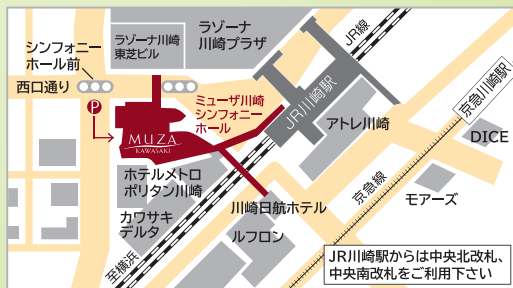 ラゾーナ
川崎プラザ
ラゾーナ川崎
東芝ビル
シンフォニー
ホール前
西口通り
P
JR線
JR川崎駅
京急川崎駅
ミューザ川崎
シンフォニー
ホール
MUZA
KAWASAKI
アトレ川崎
DICE
京急線
モアーズ
ホテルメトロ
ポリタン川崎
カワサキ
デルタ
川崎日航ホテル
ルフロン
至横浜
JR川崎駅からは中央北改札、
中央南改札をご利用下さい